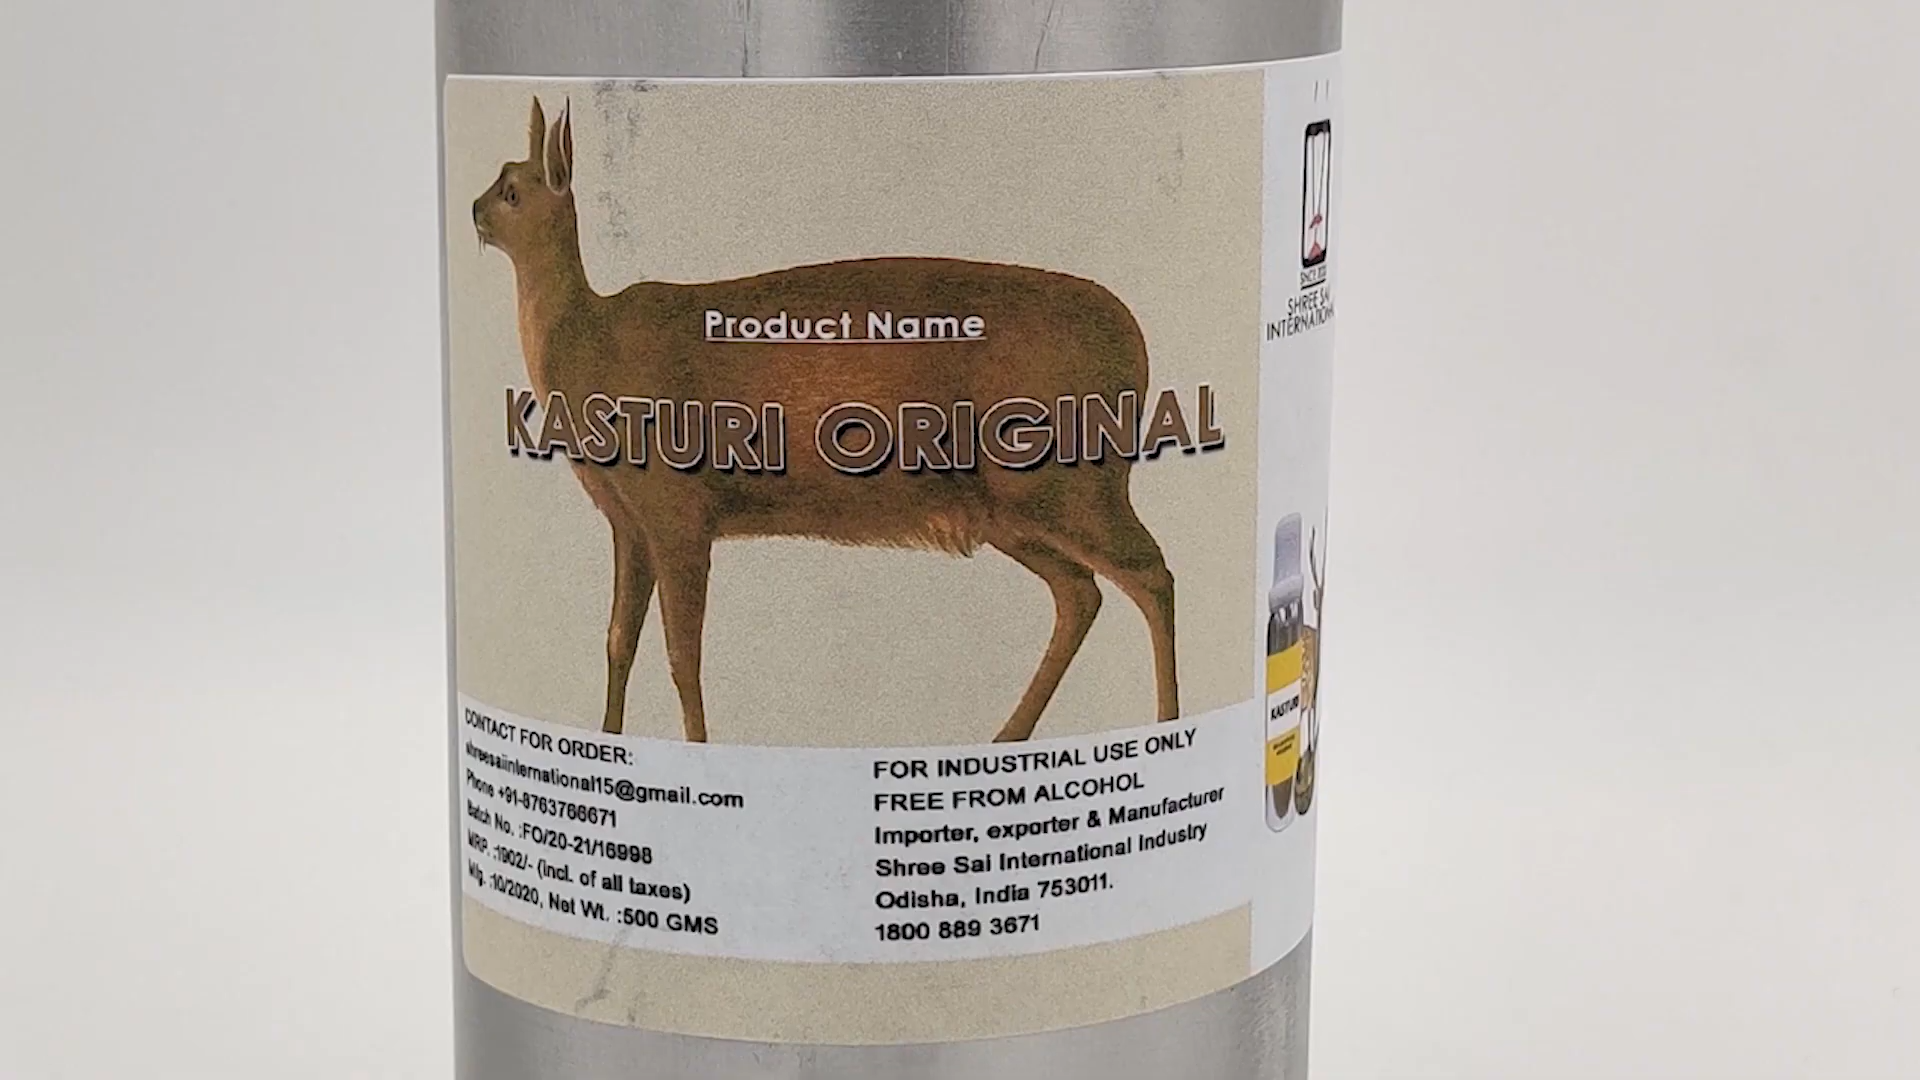 Product Name
KASTURI ORIGINAL
CONTACT FOR ORDER:
shreesaiinternational15@gmail.com
Phone +91-8763766671
Batch No. :FO/20-21/16998
MRP. :1902/- (incl. of all taxes)
Mfg. :10/2020, Net Wt. :500 GMS
FOR INDUSTRIAL USE ONLY
FREE FROM ALCOHOL
Importer, exporter & Manufacturer
Shree Sai International Industry
Odisha, India 753011.
1800 889 3671
SHREE SAI
INTERNATIONAL
KASTURI